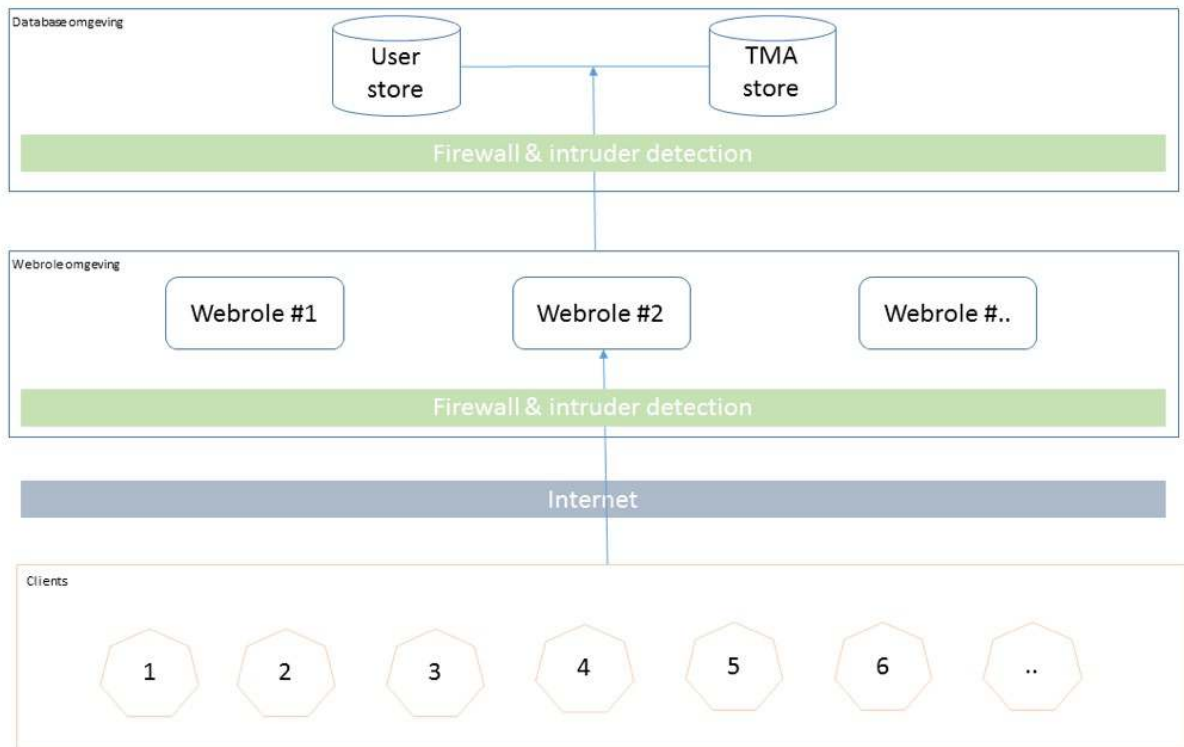 Database omgeving
User
store
TMA
store
Firewall & intruder detection
Webrole omgeving
Webrole #1
Webrole #2
Webrole #..
Firewall & intruder detection
Internet
Clients
1
2
3
4
5
6
..